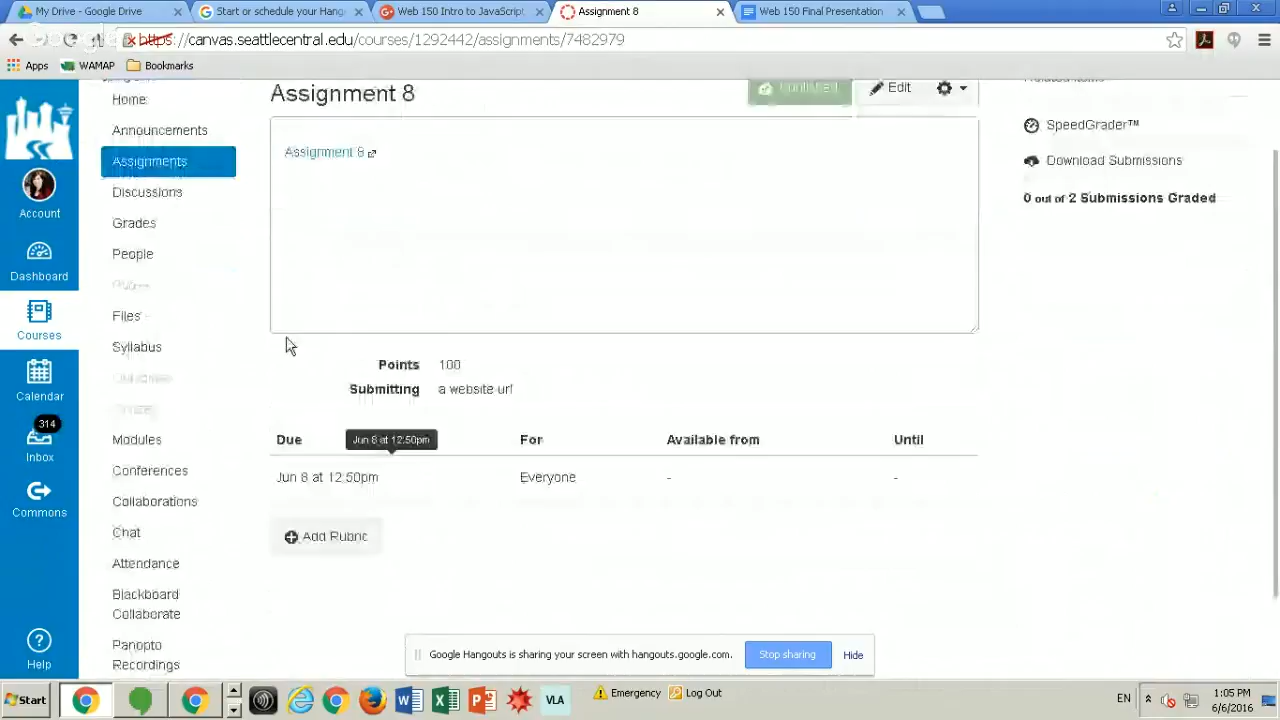 My Drive - Google Drive
Start or schedule your Hang
Web 150 Intro to JavaScript
Assignment 8
Web 150 Final Presentation
https://canvas.seattlecentral.edu/courses/1292442/assignments/7482979
Apps
WAMAP
Bookmarks
Home
Announcements
Assignments
Discussions
Grades
People
Files
Syllabus
Modules
Conferences
Collaborations
Chat
Attendance
Blackboard
Collaborate
Panopto
Recordings
Account
Dashboard
Courses
Calendar
314
Inbox
Commons
Help
Assignment 8
Edit
Assignment 8
Points 100
Submitting a website url
Due
Jun 8 at 12:50pm
For
Available from
Until
Jun 8 at 12:50pm
Everyone
-
-
Add Rubric
SpeedGrader™
Download Submissions
0 out of 2 Submissions Graded
Google Hangouts is sharing your screen with hangouts.google.com.
Stop sharing
Hide
Start
VLA
Emergency
Log Out
EN
1:05 PM
6/6/2016